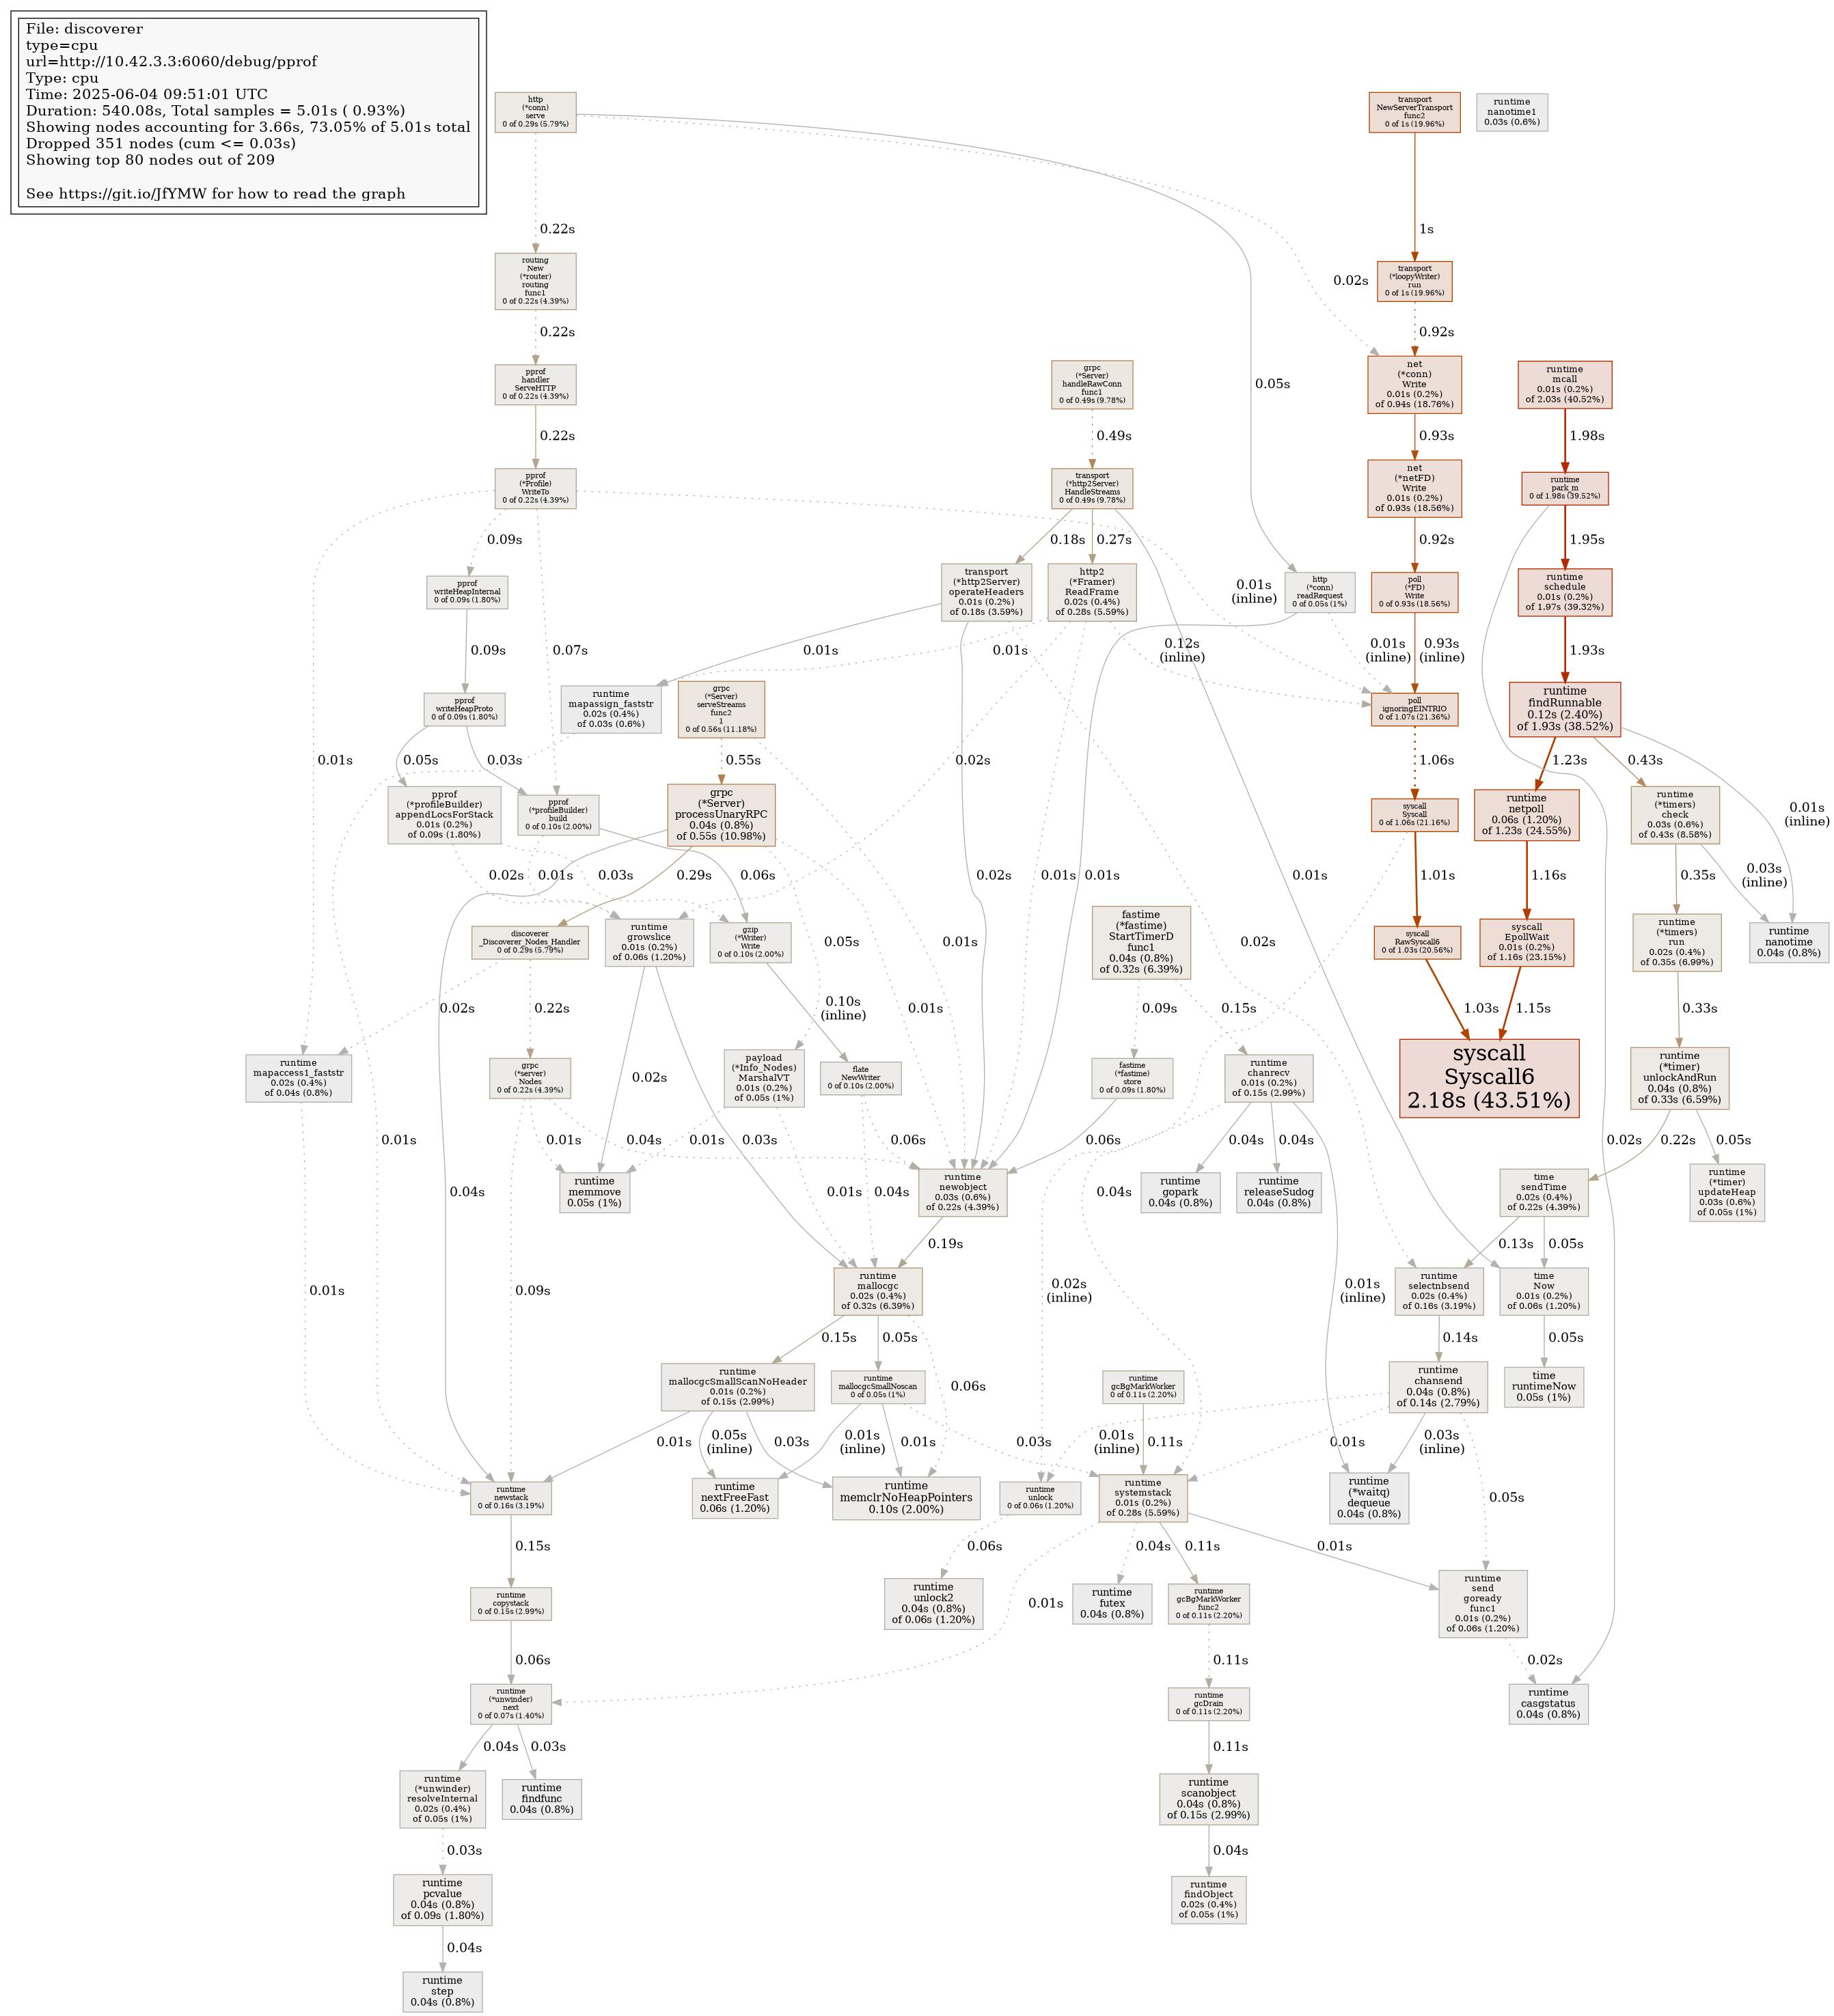 File: discoverer
type=cpu
url=http://10.42.3.3:6060/debug/pprof
Type: cpu
Time: 2025-06-04 09:51:01 UTC
Duration: 540.08s, Total samples = 5.01s ( 0.93%)
Showing nodes accounting for 3.66s, 73.05% of 5.01s total
Dropped 351 nodes (cum <= 0.03s)
Showing top 80 nodes out of 209
See https://git.io/JfYMW for how to read the graph
http
(*conn)
serve
0 of 0.29s (5.79%)
transport
NewServerTransport
func2
0 of 1s (19.96%)
runtime
nanotime1
0.03s (0.6%)
0.22s
1s
routing
New
(*router)
routing
func1
0 of 0.22s (4.39%)
transport
(*loopyWriter)
run
0 of 1s (19.96%)
0.02s
0.22s
0.92s
pprof
handler
ServeHTTP
0 of 0.22s (4.39%)
grpc
(*Server)
handleRawConn
func1
0 of 0.49s (9.78%)
0.05s
net
(*conn)
Write
0.01s (0.2%)
of 0.94s (18.76%)
runtime
mcall
0.01s (0.2%)
of 2.03s (40.52%)
0.22s
0.49s
0.93s
1.98s
pprof
(*Profile)
WriteTo
0 of 0.22s (4.39%)
transport
(*http2Server)
HandleStreams
0 of 0.49s (9.78%)
net
(*netFD)
Write
0.01s (0.2%)
of 0.93s (18.56%)
runtime
park_m
0 of 1.98s (39.52%)
0.09s
0.18s
0.27s
0.92s
1.95s
pprof
writeHeapInternal
0 of 0.09s (1.80%)
transport
(*http2Server)
operateHeaders
0.01s (0.2%)
of 0.18s (3.59%)
http2
(*Framer)
ReadFrame
0.02s (0.4%)
of 0.28s (5.59%)
0.01s
(inline)
http
(*conn)
readRequest
0 of 0.05s (1%)
poll
(*FD)
Write
0 of 0.93s (18.56%)
runtime
schedule
0.01s (0.2%)
of 1.97s (39.32%)
0.09s
0.07s
0.01s
0.01s
0.12s
(inline)
0.01s
(inline)
0.93s
(inline)
1.93s
pprof
writeHeapProto
0 of 0.09s (1.80%)
runtime
mapassign_faststr
0.02s (0.4%)
of 0.03s (0.6%)
grpc
(*Server)
serveStreams
func2
1
0 of 0.56s (11.18%)
poll
ignoringEINTRIO
0 of 1.07s (21.36%)
runtime
findRunnable
0.12s (2.40%)
of 1.93s (38.52%)
0.01s
0.05s
0.03s
0.55s
0.02s
1.06s
1.23s
0.43s
pprof
(*profileBuilder)
appendLocsForStack
0.01s (0.2%)
of 0.09s (1.80%)
pprof
(*profileBuilder)
build
0 of 0.10s (2.00%)
grpc
(*Server)
processUnaryRPC
0.04s (0.8%)
of 0.55s (10.98%)
syscall
Syscall
0 of 1.06s (21.16%)
runtime
netpoll
0.06s (1.20%)
of 1.23s (24.55%)
runtime
(*timers)
check
0.03s (0.6%)
of 0.43s (8.58%)
0.01s
(inline)
0.02s
0.01s
0.03s
0.29s
0.06s
0.02s
0.01s
0.01s
0.01s
1.01s
1.16s
0.35s
0.03s
(inline)
discoverer
_Discoverer_Nodes_Handler
0 of 0.29s (5.79%)
runtime
growslice
0.01s (0.2%)
of 0.06s (1.20%)
gzip
(*Writer)
Write
0 of 0.10s (2.00%)
0.05s
0.01s
fastime
(*fastime)
StartTimerD
func1
0.04s (0.8%)
of 0.32s (6.39%)
0.02s
syscall
RawSyscall6
0 of 1.03s (20.56%)
syscall
EpollWait
0.01s (0.2%)
of 1.16s (23.15%)
runtime
(*timers)
run
0.02s (0.4%)
of 0.35s (6.99%)
runtime
nanotime
0.04s (0.8%)
0.02s
0.22s
0.10s
(inline)
0.01s
0.09s
0.15s
1.03s
1.15s
0.33s
runtime
mapaccess1_faststr
0.02s (0.4%)
of 0.04s (0.8%)
grpc
(*server)
Nodes
0 of 0.22s (4.39%)
0.02s
payload
(*Info_Nodes)
MarshalVT
0.01s (0.2%)
of 0.05s (1%)
flate
NewWriter
0 of 0.10s (2.00%)
fastime
(*fastime)
store
0 of 0.09s (1.80%)
runtime
chanrecv
0.01s (0.2%)
of 0.15s (2.99%)
syscall
Syscall6
2.18s (43.51%)
runtime
(*timer)
unlockAndRun
0.04s (0.8%)
of 0.33s (6.59%)
0.01s
0.01s
0.04s
0.01s
0.03s
0.06s
0.06s
0.04s
0.04s
0.02s
0.22s
0.05s
0.04s
runtime
memmove
0.05s (1%)
0.01s
0.04s
runtime
newobject
0.03s (0.6%)
of 0.22s (4.39%)
0.04s
runtime
gopark
0.04s (0.8%)
runtime
releaseSudog
0.04s (0.8%)
time
sendTime
0.02s (0.4%)
of 0.22s (4.39%)
runtime
(*timer)
updateHeap
0.03s (0.6%)
of 0.05s (1%)
0.19s
0.13s
0.05s
0.01s
0.09s
runtime
mallocgc
0.02s (0.4%)
of 0.32s (6.39%)
0.02s
(inline)
0.01s
(inline)
runtime
selectnbsend
0.02s (0.4%)
of 0.16s (3.19%)
time
Now
0.01s (0.2%)
of 0.06s (1.20%)
0.15s
0.05s
0.14s
0.05s
runtime
mallocgcSmallScanNoHeader
0.01s (0.2%)
of 0.15s (2.99%)
runtime
mallocgcSmallNoscan
0 of 0.05s (1%)
0.06s
runtime
gcBgMarkWorker
0 of 0.11s (2.20%)
runtime
chansend
0.04s (0.8%)
of 0.14s (2.79%)
time
runtimeNow
0.05s (1%)
0.01s
0.05s
(inline)
0.03s
0.01s
(inline)
0.01s
0.03s
0.01s
(inline)
0.11s
0.01s
0.03s
(inline)
runtime
newstack
0 of 0.16s (3.19%)
runtime
nextFreeFast
0.06s (1.20%)
runtime
memclrNoHeapPointers
0.10s (2.00%)
runtime
unlock
0 of 0.06s (1.20%)
runtime
systemstack
0.01s (0.2%)
of 0.28s (5.59%)
runtime
(*waitq)
dequeue
0.04s (0.8%)
0.05s
0.15s
0.06s
0.04s
0.11s
0.01s
runtime
copystack
0 of 0.15s (2.99%)
runtime
unlock2
0.04s (0.8%)
of 0.06s (1.20%)
0.01s
runtime
futex
0.04s (0.8%)
runtime
gcBgMarkWorker
func2
0 of 0.11s (2.20%)
runtime
send
goready
func1
0.01s (0.2%)
of 0.06s (1.20%)
0.06s
0.11s
0.02s
runtime
(*unwinder)
next
0 of 0.07s (1.40%)
runtime
gcDrain
0 of 0.11s (2.20%)
runtime
casgstatus
0.04s (0.8%)
0.04s
0.03s
0.11s
runtime
(*unwinder)
resolveInternal
0.02s (0.4%)
of 0.05s (1%)
runtime
findfunc
0.04s (0.8%)
runtime
scanobject
0.04s (0.8%)
of 0.15s (2.99%)
0.03s
0.04s
runtime
pcvalue
0.04s (0.8%)
of 0.09s (1.80%)
runtime
findObject
0.02s (0.4%)
of 0.05s (1%)
0.04s
runtime
step
0.04s (0.8%)